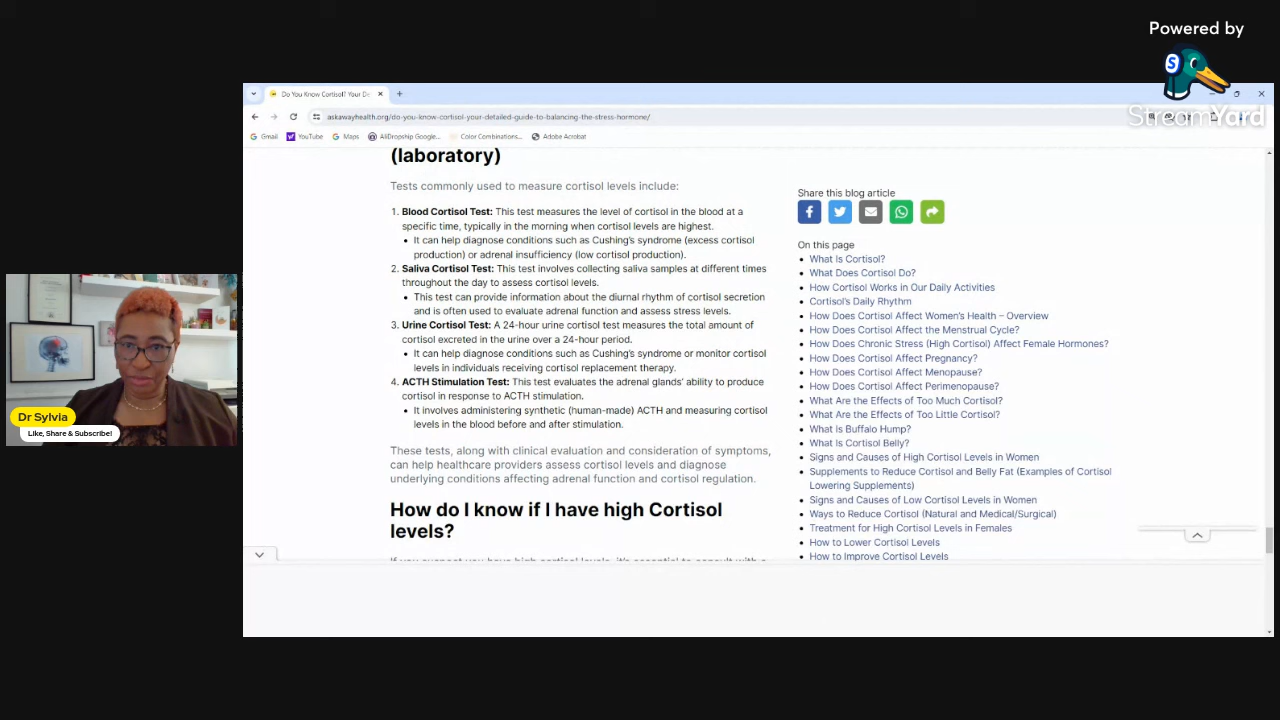 Powered by
StreamYard
Do You Know Cortisol? Your De
askawayhealth.org/do-you-know-cortisol-your-detailed-guide-to-balancing-the-stress-hormone/
Gmail
YouTube
Maps
AliDropship Google...
Color Combinations...
Adobe Acrobat
(laboratory)
Tests commonly used to measure cortisol levels include:
1. Blood Cortisol Test: This test measures the level of cortisol in the blood at a
specific time, typically in the morning when cortisol levels are highest.
• It can help diagnose conditions such as Cushing's syndrome (excess cortisol
production) or adrenal insufficiency (low cortisol production).
2. Saliva Cortisol Test: This test involves collecting saliva samples at different times
throughout the day to assess cortisol levels.
• This test can provide information about the diurnal rhythm of cortisol secretion
and is often used to evaluate adrenal function and assess stress levels.
3. Urine Cortisol Test: A 24-hour urine cortisol test measures the total amount of
cortisol excreted in the urine over a 24-hour period.
• It can help diagnose conditions such as Cushing's syndrome or monitor cortisol
levels in individuals receiving cortisol replacement therapy.
4. ACTH Stimulation Test: This test evaluates the adrenal glands' ability to produce
cortisol in response to ACTH stimulation.
• It involves administering synthetic (human-made) ACTH and measuring cortisol
levels in the blood before and after stimulation.
These tests, along with clinical evaluation and consideration of symptoms,
can help healthcare providers assess cortisol levels and diagnose
underlying conditions affecting adrenal function and cortisol regulation.
How do I know if I have high Cortisol
levels?
If you suspect you have high cortisol levels, it's essential to consult with a
Share this blog article
On this page
• What Is Cortisol?
• What Does Cortisol Do?
• How Cortisol Works in Our Daily Activities
• Cortisol's Daily Rhythm
• How Does Cortisol Affect Women's Health – Overview
• How Does Cortisol Affect the Menstrual Cycle?
• How Does Chronic Stress (High Cortisol) Affect Female Hormones?
• How Does Cortisol Affect Pregnancy?
• How Does Cortisol Affect Menopause?
• How Does Cortisol Affect Perimenopause?
• What Are the Effects of Too Much Cortisol?
• What Are the Effects of Too Little Cortisol?
• What Is Buffalo Hump?
• What Is Cortisol Belly?
• Signs and Causes of High Cortisol Levels in Women
• Supplements to Reduce Cortisol and Belly Fat (Examples of Cortisol
Lowering Supplements)
• Signs and Causes of Low Cortisol Levels in Women
• Ways to Reduce Cortisol (Natural and Medical/Surgical)
• Treatment for High Cortisol Levels in Females
• How to Lower Cortisol Levels
• How to Improve Cortisol Levels
Dr Sylvia
Like, Share & Subscribe!